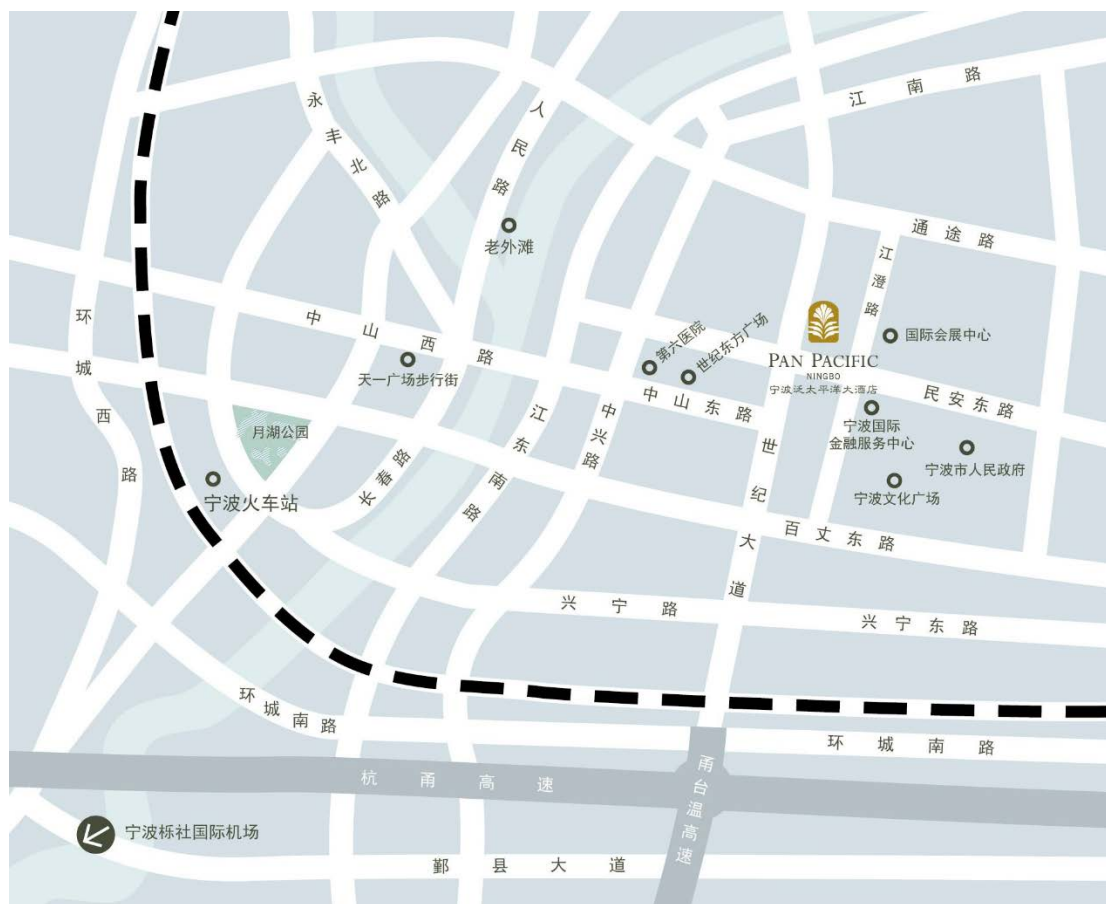 江南路
永丰北路
人民路
通途路
老外滩
江澄路
环城西路
中山西路
第六医院
世纪东方广场
国际会展中心
PAN PACIFIC
NINGBO
宁波泛太平洋大酒店
天一广场步行街
民安东路
中山东路
月湖公园
江东南路
中兴路
宁波国际
金融服务中心
长春路
世纪大道
宁波市人民政府
宁波火车站
宁波文化广场
百丈东路
兴宁路
兴宁东路
环城南路
环城南路
杭甬高速
甬台温高速
宁波栎社国际机场
鄞县大道